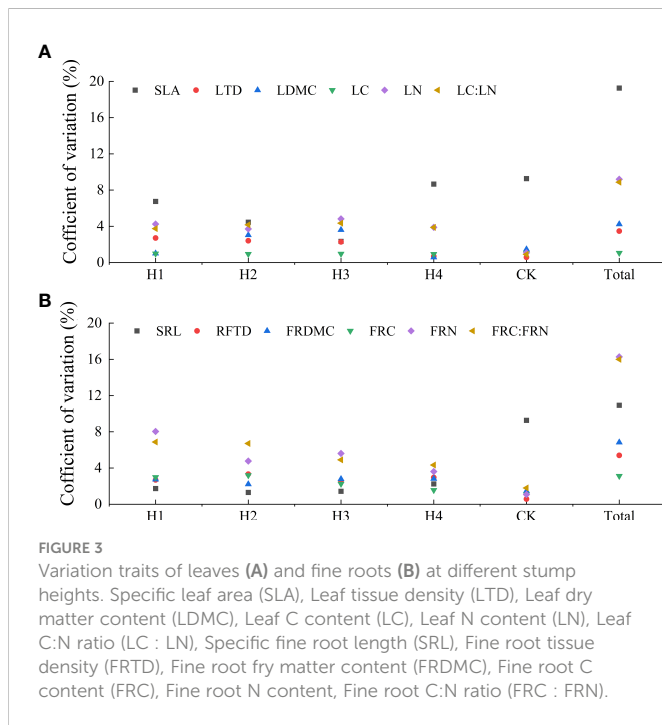 A
Cofficient of variation (%)
20
16
12
8
4
0
SLA LTD LDMC LC LN LC:LN
H1 H2 H3 H4 CK Total
B
Cofficient of variation (%)
20
16
12
8
4
0
SRL RFTD FRDMC FRC FRN FRC:FRN
H1 H2 H3 H4 CK Total
FIGURE 3
Variation traits of leaves (A) and fine roots (B) at different stump
heights. Specific leaf area (SLA), Leaf tissue density (LTD), Leaf dry
matter content (LDMC), Leaf C content (LC), Leaf N content (LN), Leaf
C:N ratio (LC : LN), Specific fine root length (SRL), Fine root tissue
density (FRTD), Fine root fry matter content (FRDMC), Fine root C
content (FRC), Fine root N content, Fine root C:N ratio (FRC : FRN).